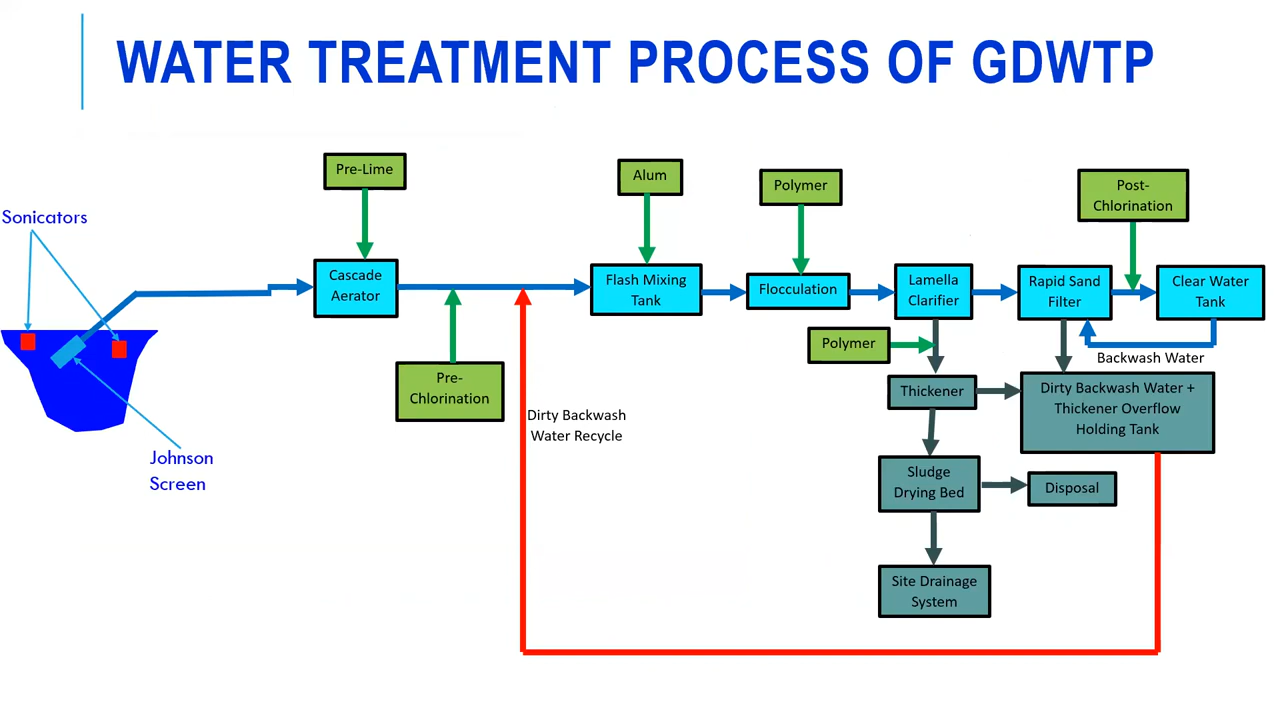 WATER TREATMENT PROCESS OF GDWTP
Sonicators
Johnson
Screen
Pre-Lime
Cascade
Aerator
Pre-
Chlorination
Dirty Backwash
Water Recycle
Alum
Flash Mixing
Tank
Polymer
Flocculation
Lamella
Clarifier
Polymer
Thickener
Sludge
Drying Bed
Disposal
Site Drainage
System
Rapid Sand
Filter
Post-
Chlorination
Clear Water
Tank
Backwash Water
Dirty Backwash Water +
Thickener Overflow
Holding Tank